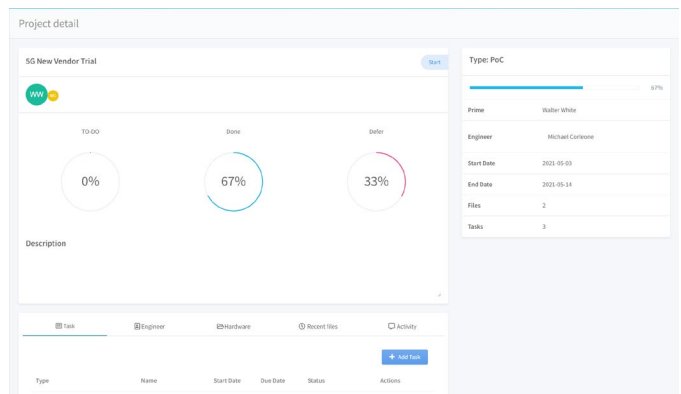 Project detail
5G New Vendor Trial
Start
WW
TO-DO
Done
Defer
0%
67%
33%
Description
Type: PoC
67%
Prime
Walter White
Engineer
Michael Corleone
Start Date
2021-05-03
End Date
2021-05-14
Files
2
Tasks
3
Task
Engineer
Hardware
Recent files
Activity
+ Add Task
Type
Name
Start Date
Due Date
Status
Actions